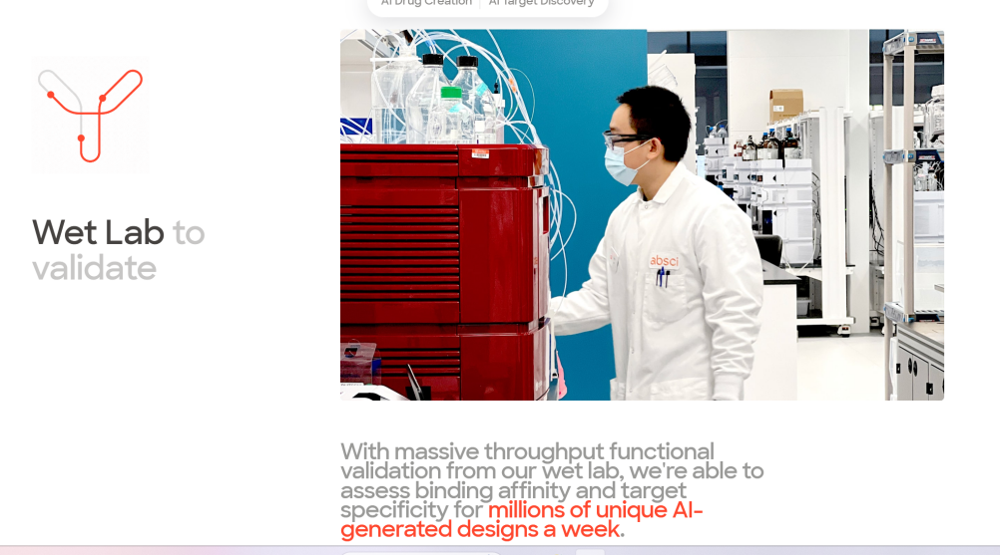 AI Drug Creation AI Target Discovery
Wet Lab to
validate
absci
With massive throughput functional
validation from our wet lab, we're able to
assess binding affinity and target
specificity for millions of unique AI-
generated designs a week.